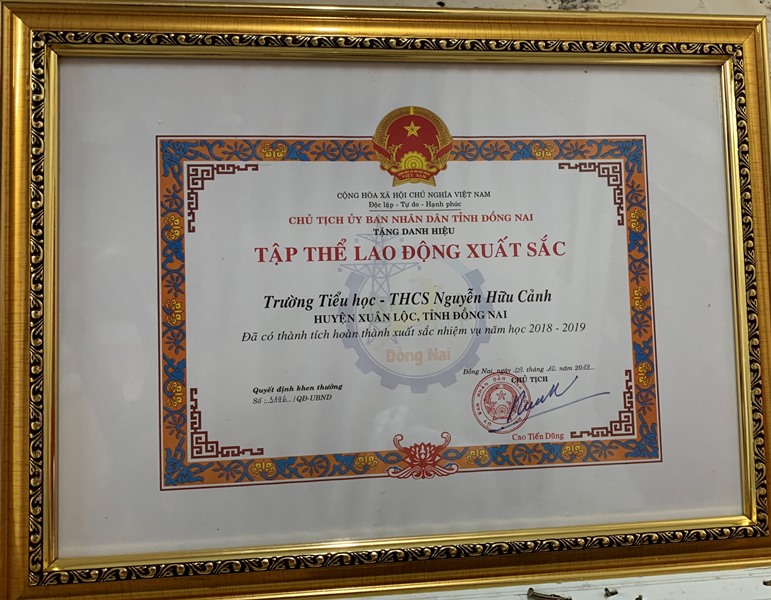 VIỆT NAM
CỘNG HÒA XÃ HỘI CHỦ NGHĨA VIỆT NAM
Độc lập - Tự do - Hạnh phúc
CHỦ TỊCH ỦY BAN NHÂN DÂN TỈNH ĐỒNG NAI
TẶNG DANH HIỆU
TẬP THỂ LAO ĐỘNG XUẤT SẮC
Trường Tiểu học - THCS Nguyễn Hữu Cảnh
HUYỆN XUÂN LỘC, TỈNH ĐỒNG NAI
Đã có thành tích hoàn thành xuất sắc nhiệm vụ năm học 2018 - 2019
Đồng Nai
Đồng Nai, ngày tháng năm
CHỦ TỊCH
Quyết định khen thưởng
Số /QĐ-UBND
Cao Tiến Dũng